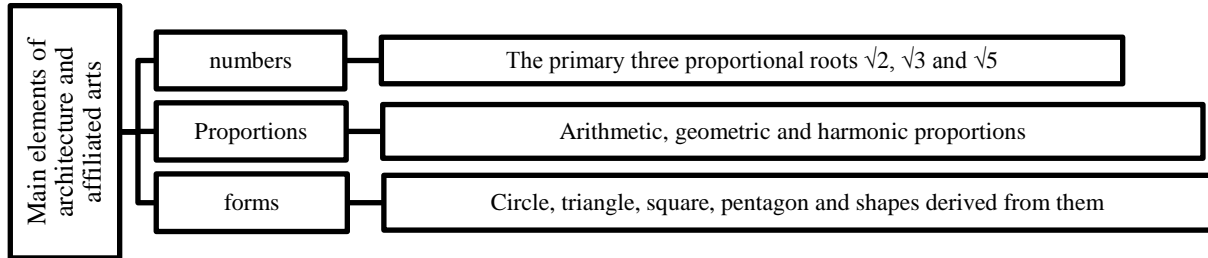 Main elements of
architecture and
affiliated arts
numbers
The primary three proportional roots √2, √3 and √5
Proportions
Arithmetic, geometric and harmonic proportions
forms
Circle, triangle, square, pentagon and shapes derived from them